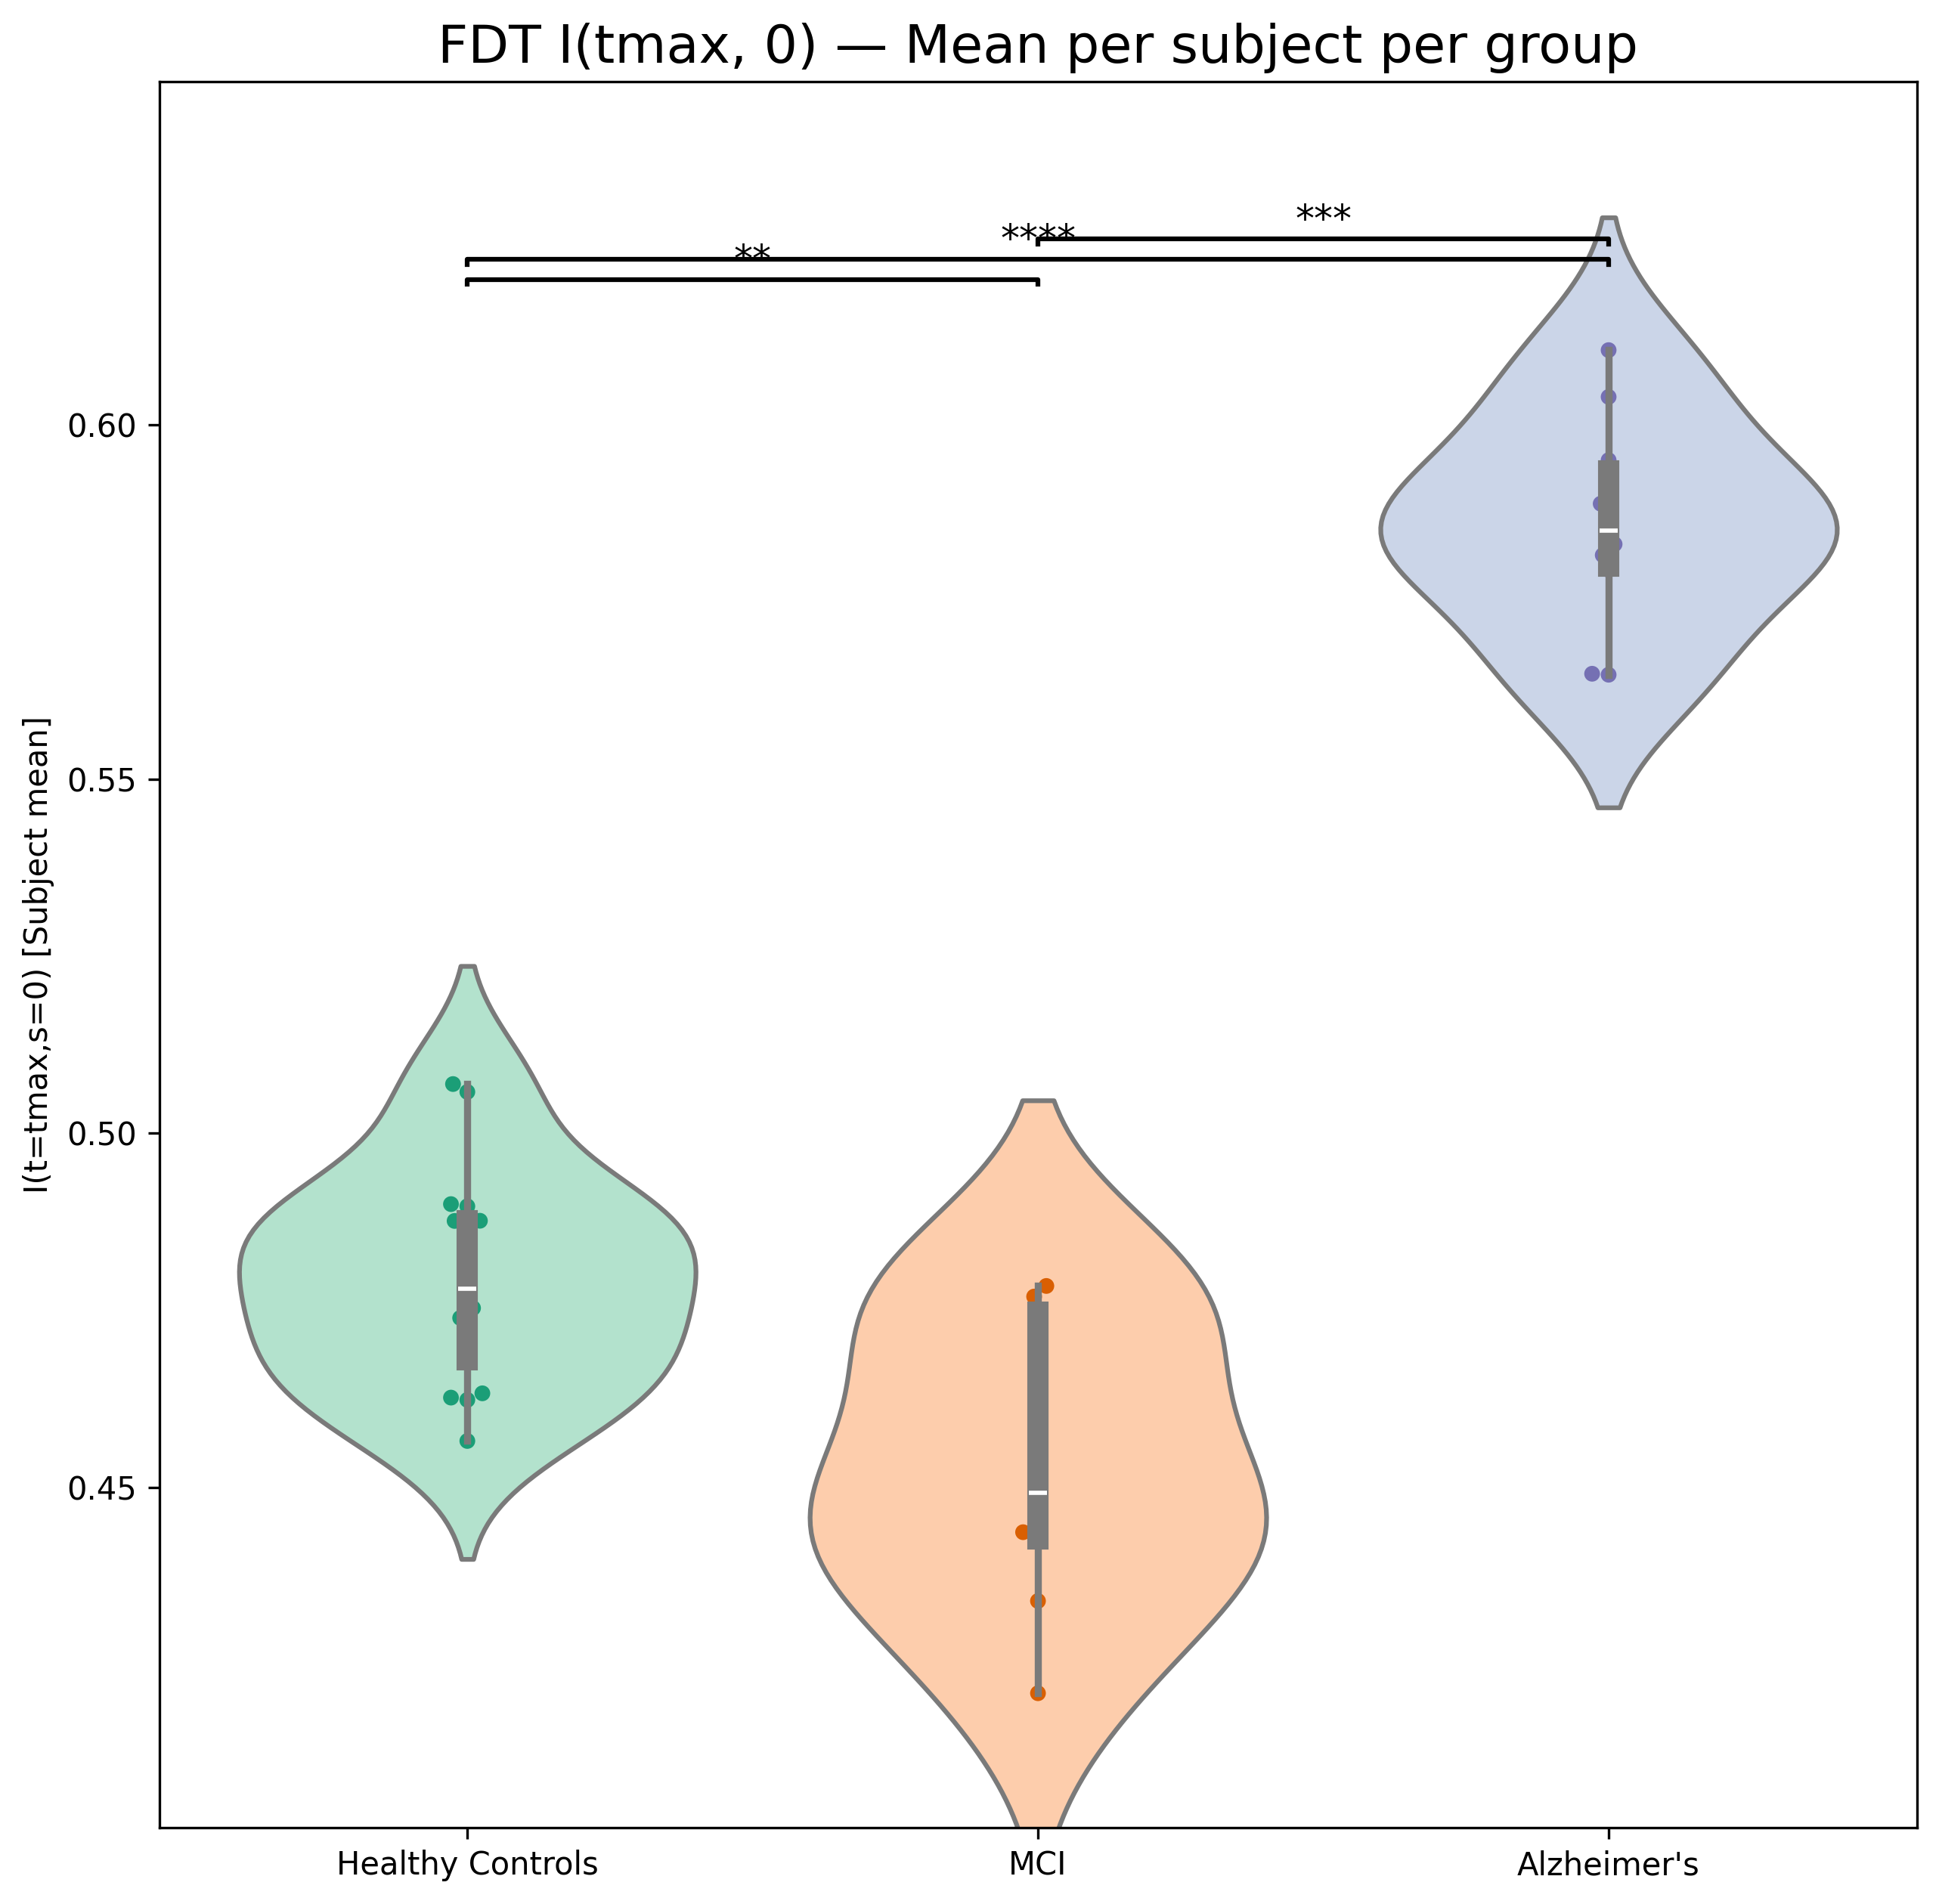 FDT I(tmax, 0) — Mean per subject per group
***
****
**
0.60
0.55
0.50
0.45
I(t=tmax,s=0) [Subject mean]
Healthy Controls
MCI
Alzheimer's